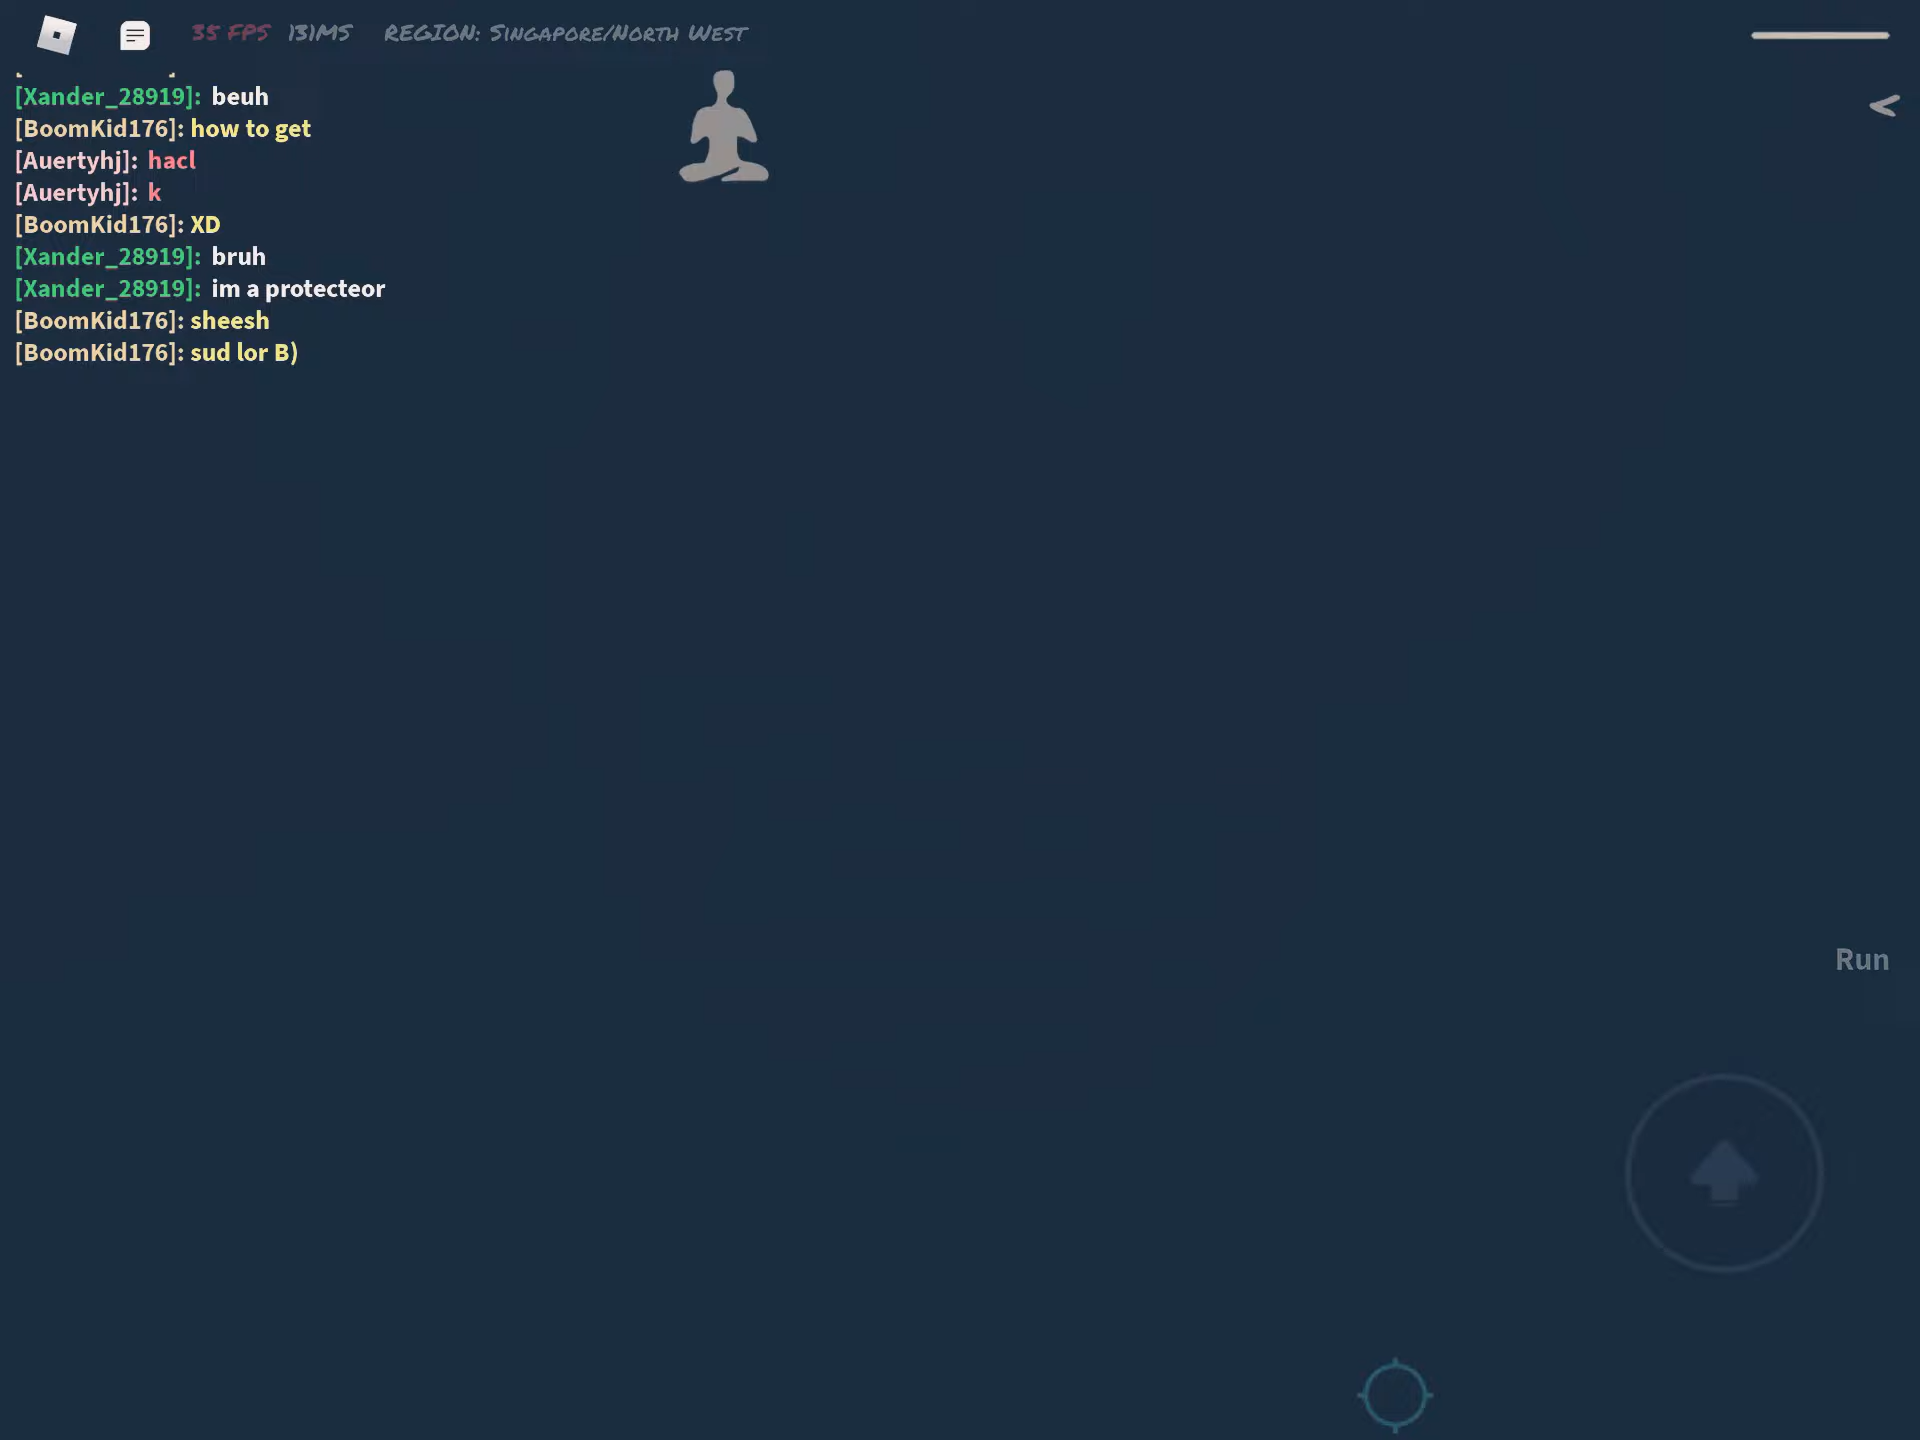 35 FPS 131MS REGION: SINGAPORE/NORTH WEST
[Xander_28919]: beuh
[BoomKid176]: how to get
[Auertyhj]: hacl
[Auertyhj]: k
[BoomKid176]: XD
[Xander_28919]: bruh
[Xander_28919]: im a protecteor
[BoomKid176]: sheesh
[BoomKid176]: sud lor B)
Run